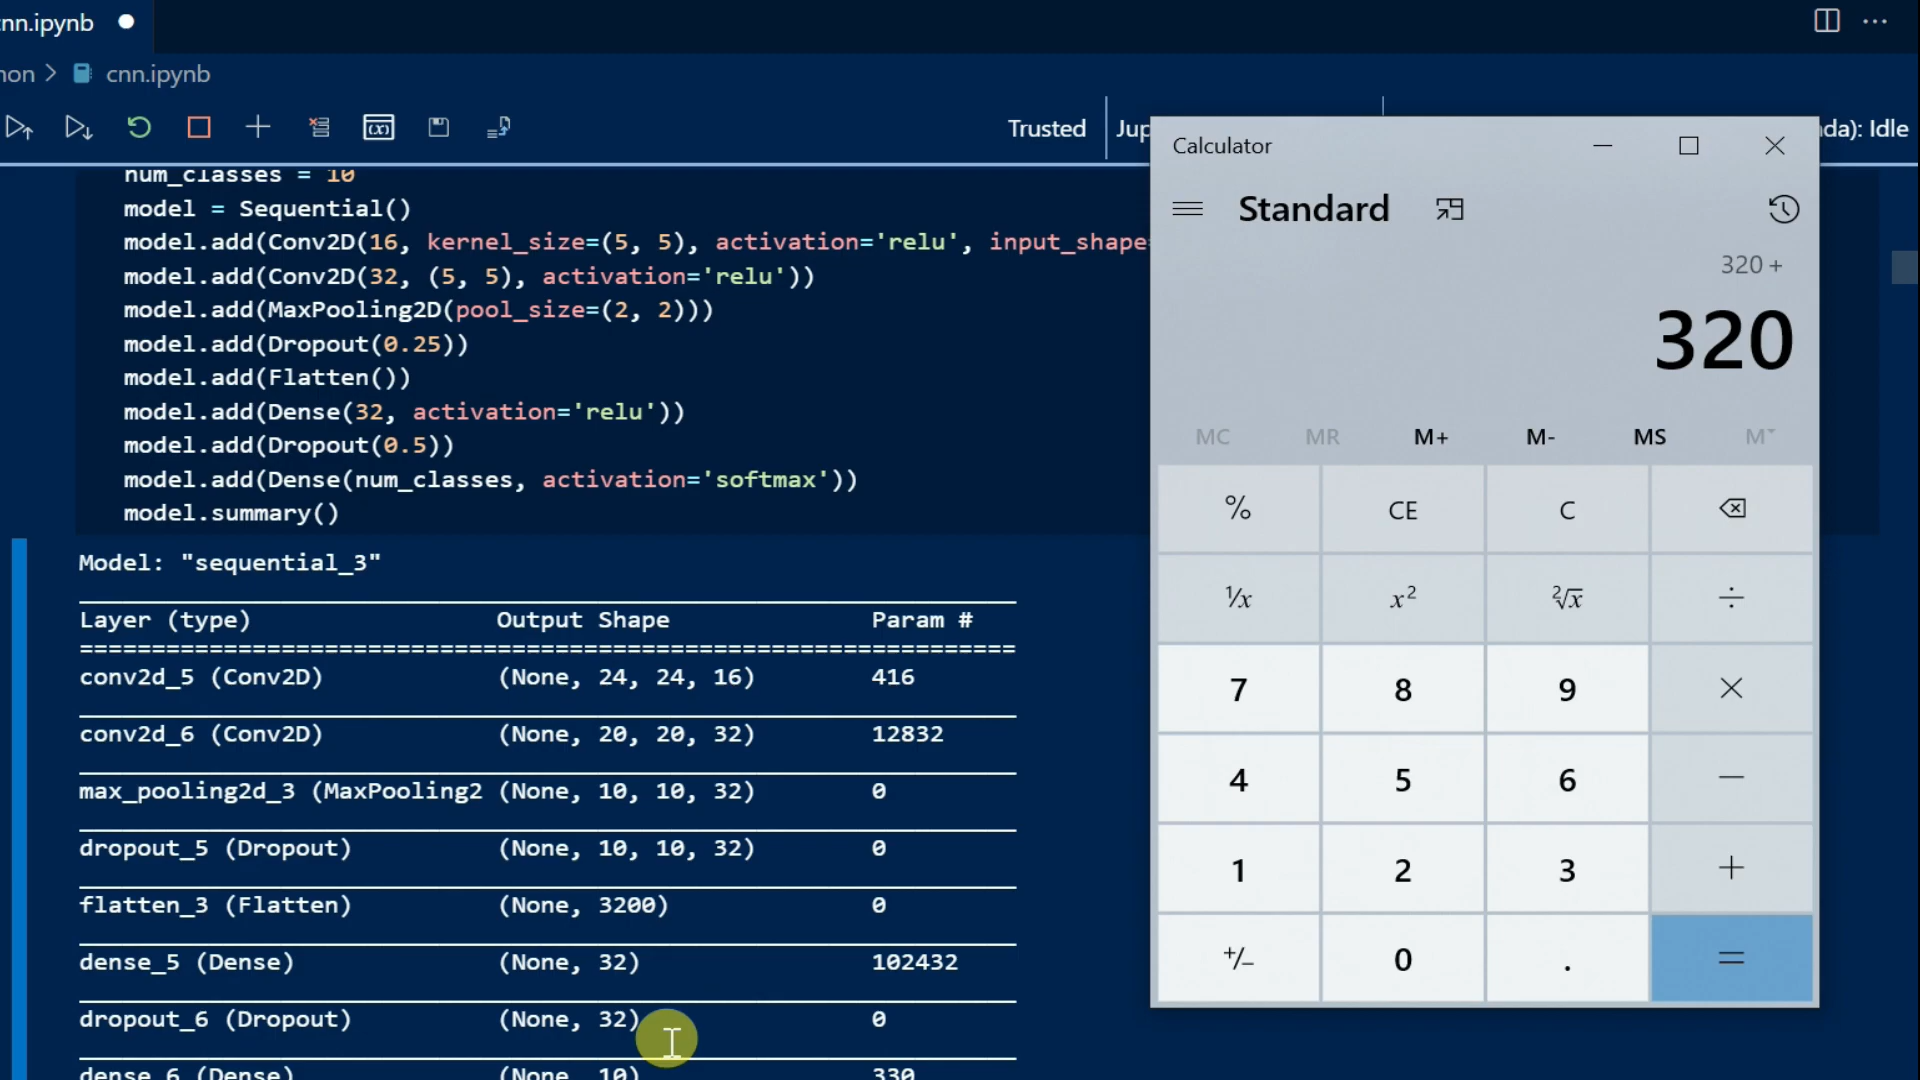 nn.ipynb
non > cnn.ipynb
Trusted
Jup
da): Idle
num_classes = 10
model = Sequential()
model.add(Conv2D(16, kernel_size=(5, 5), activation='relu', input_shape=
model.add(Conv2D(32, (5, 5), activation='relu'))
model.add(MaxPooling2D(pool_size=(2, 2)))
model.add(Dropout(0.25))
model.add(Flatten())
model.add(Dense(32, activation='relu'))
model.add(Dropout(0.5))
model.add(Dense(num_classes, activation='softmax'))
model.summary()
Model: "sequential_3"
Layer (type) Output Shape Param #
=================================================================
conv2d_5 (Conv2D) (None, 24, 24, 16) 416
conv2d_6 (Conv2D) (None, 20, 20, 32) 12832
max_pooling2d_3 (MaxPooling2 (None, 10, 10, 32) 0
dropout_5 (Dropout) (None, 10, 10, 32) 0
flatten_3 (Flatten) (None, 3200) 0
dense_5 (Dense) (None, 32) 102432
dropout_6 (Dropout) (None, 32) 0
dense_6 (Dense) (None, 10) 330
Calculator
Standard
320 +
320
MC MR M+ M- MS M˅
% CE C
¹/x x² ²√x ÷
7 8 9 ×
4 5 6 −
1 2 3 +
+/− 0 . =